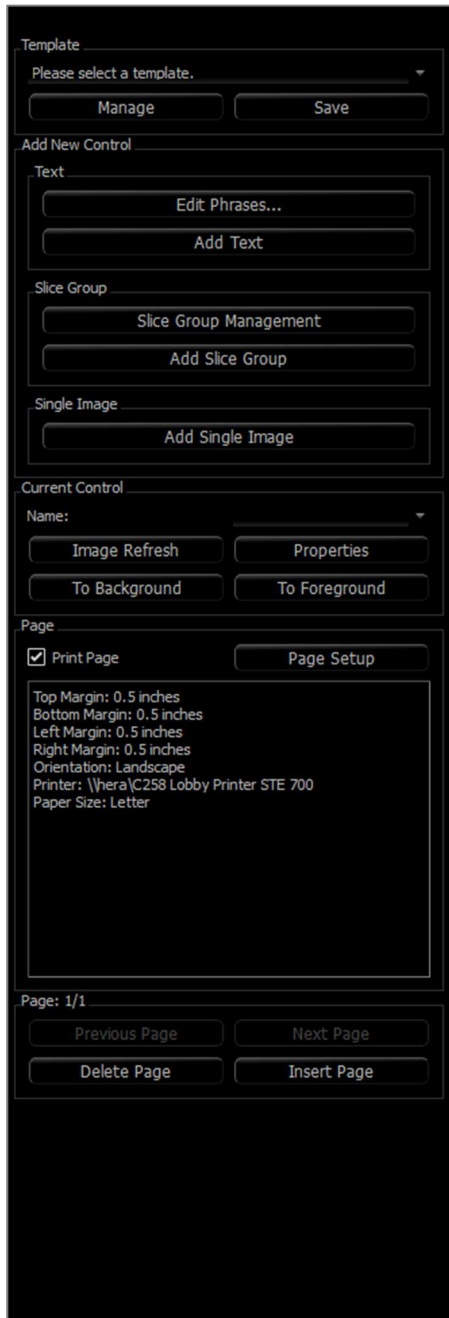 Template
Please select a template.
Manage
Save
Add New Control
Text
Edit Phrases...
Add Text
Slice Group
Slice Group Management
Add Slice Group
Single Image
Add Single Image
Current Control
Name:
Image Refresh
Properties
To Background
To Foreground
Page
Print Page
Page Setup
Top Margin: 0.5 inches
Bottom Margin: 0.5 inches
Left Margin: 0.5 inches
Right Margin: 0.5 inches
Orientation: Landscape
Printer: \\hera\C258 Lobby Printer STE 700
Paper Size: Letter
Page: 1/1
Previous Page
Next Page
Delete Page
Insert Page